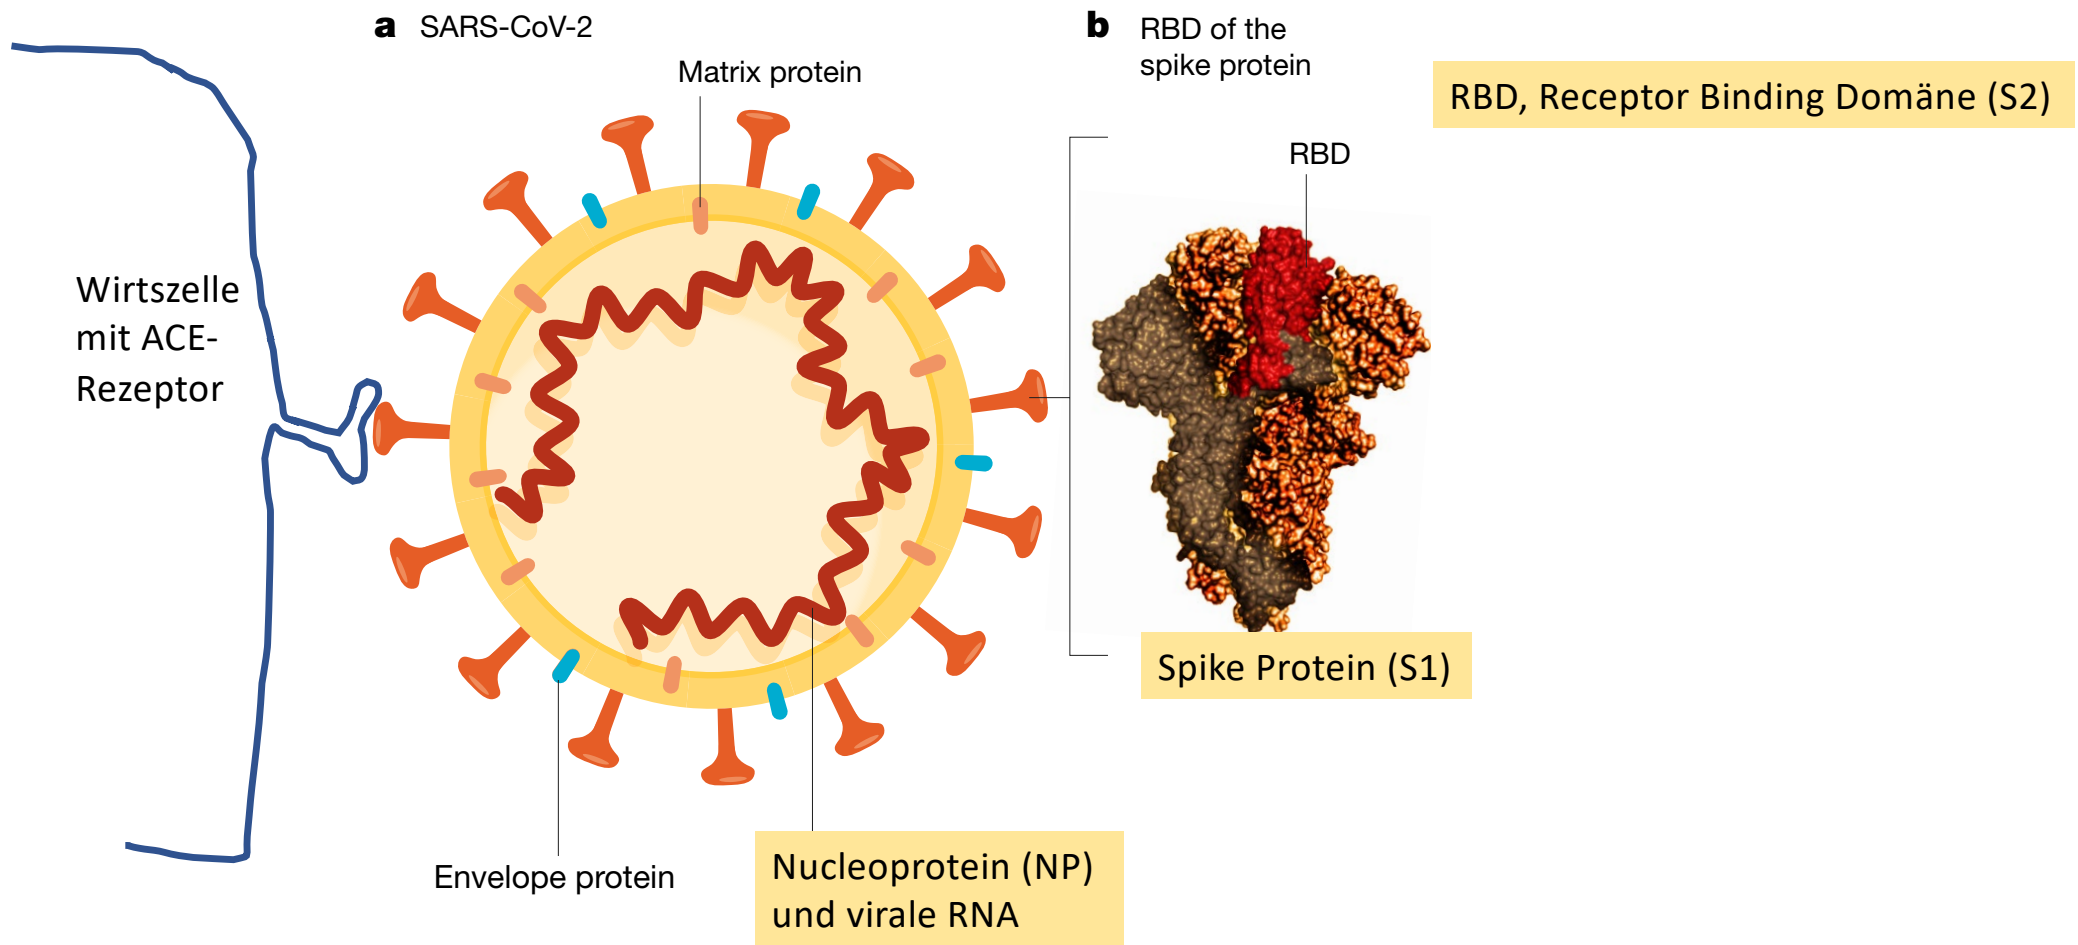 a SARS-CoV-2
Matrix protein
Wirtszelle
mit ACE-
Rezeptor
Envelope protein
Nucleoprotein (NP)
und virale RNA
b RBD of the
spike protein
RBD, Receptor Binding Domäne (S2)
RBD
Spike Protein (S1)